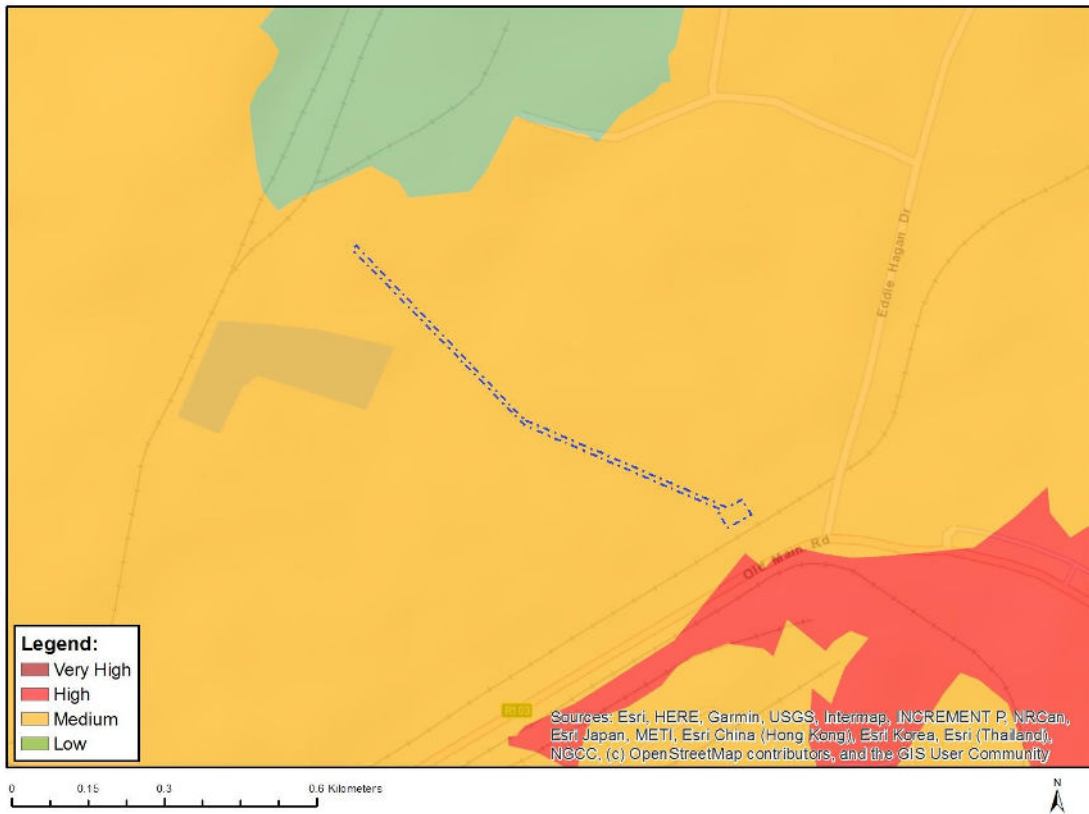 Eddie Hagan Dr
Old Main Rd
R103
Legend:
Very High
High
Medium
Low
Sources: Esri, HERE, Garmin, USGS, Intermap, INCREMENT P, NRCan,
Esri Japan, METI, Esri China (Hong Kong), Esri Korea, Esri (Thailand),
NGCC, (c) OpenStreetMap contributors, and the GIS User Community
0 0.15 0.3 0.6 Kilometers
N